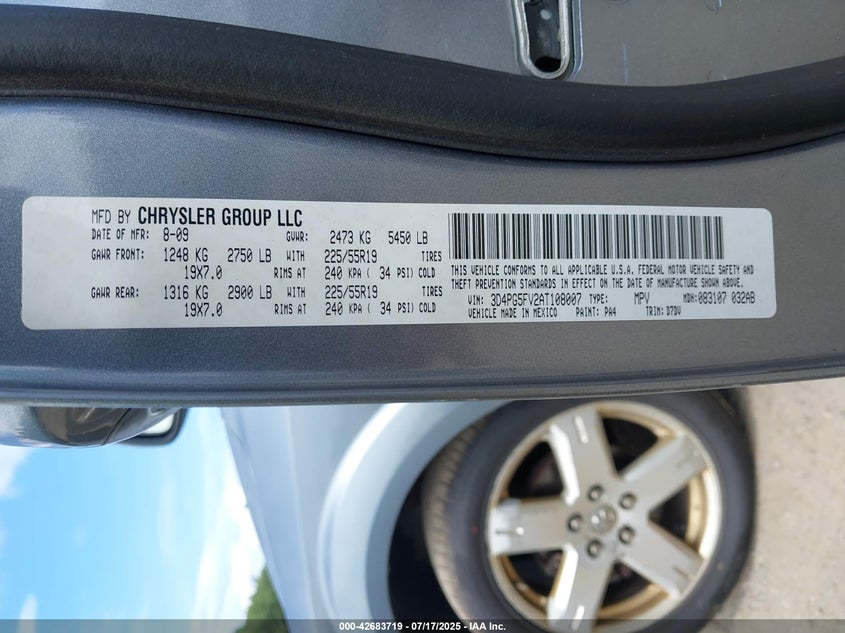 MFD BY CHRYSLER GROUP LLC
DATE OF MFR: 8-09 GVWR: 2473 KG 5450 LB
GAWR FRONT: 1248 KG 2750 LB WITH 225/55R19 TIRES
19X7.0 RIMS AT 240 KPA ( 34 PSI) COLD
GAWR REAR: 1316 KG 2900 LB WITH 225/55R19 TIRES
19X7.0 RIMS AT 240 KPA ( 34 PSI) COLD
THIS VEHICLE CONFORMS TO ALL APPLICABLE U.S.A. FEDERAL MOTOR VEHICLE SAFETY AND
THEFT PREVENTION STANDARDS IN EFFECT ON THE DATE OF MANUFACTURE SHOWN ABOVE.
VIN: 3D4PG5FV2AT108007 TYPE: MPV MDH: 083107 032AB
VEHICLE MADE IN MEXICO PAINT: PA4 TRIM: D7DV
000-42683719 - 07/17/2025 - IAA Inc.